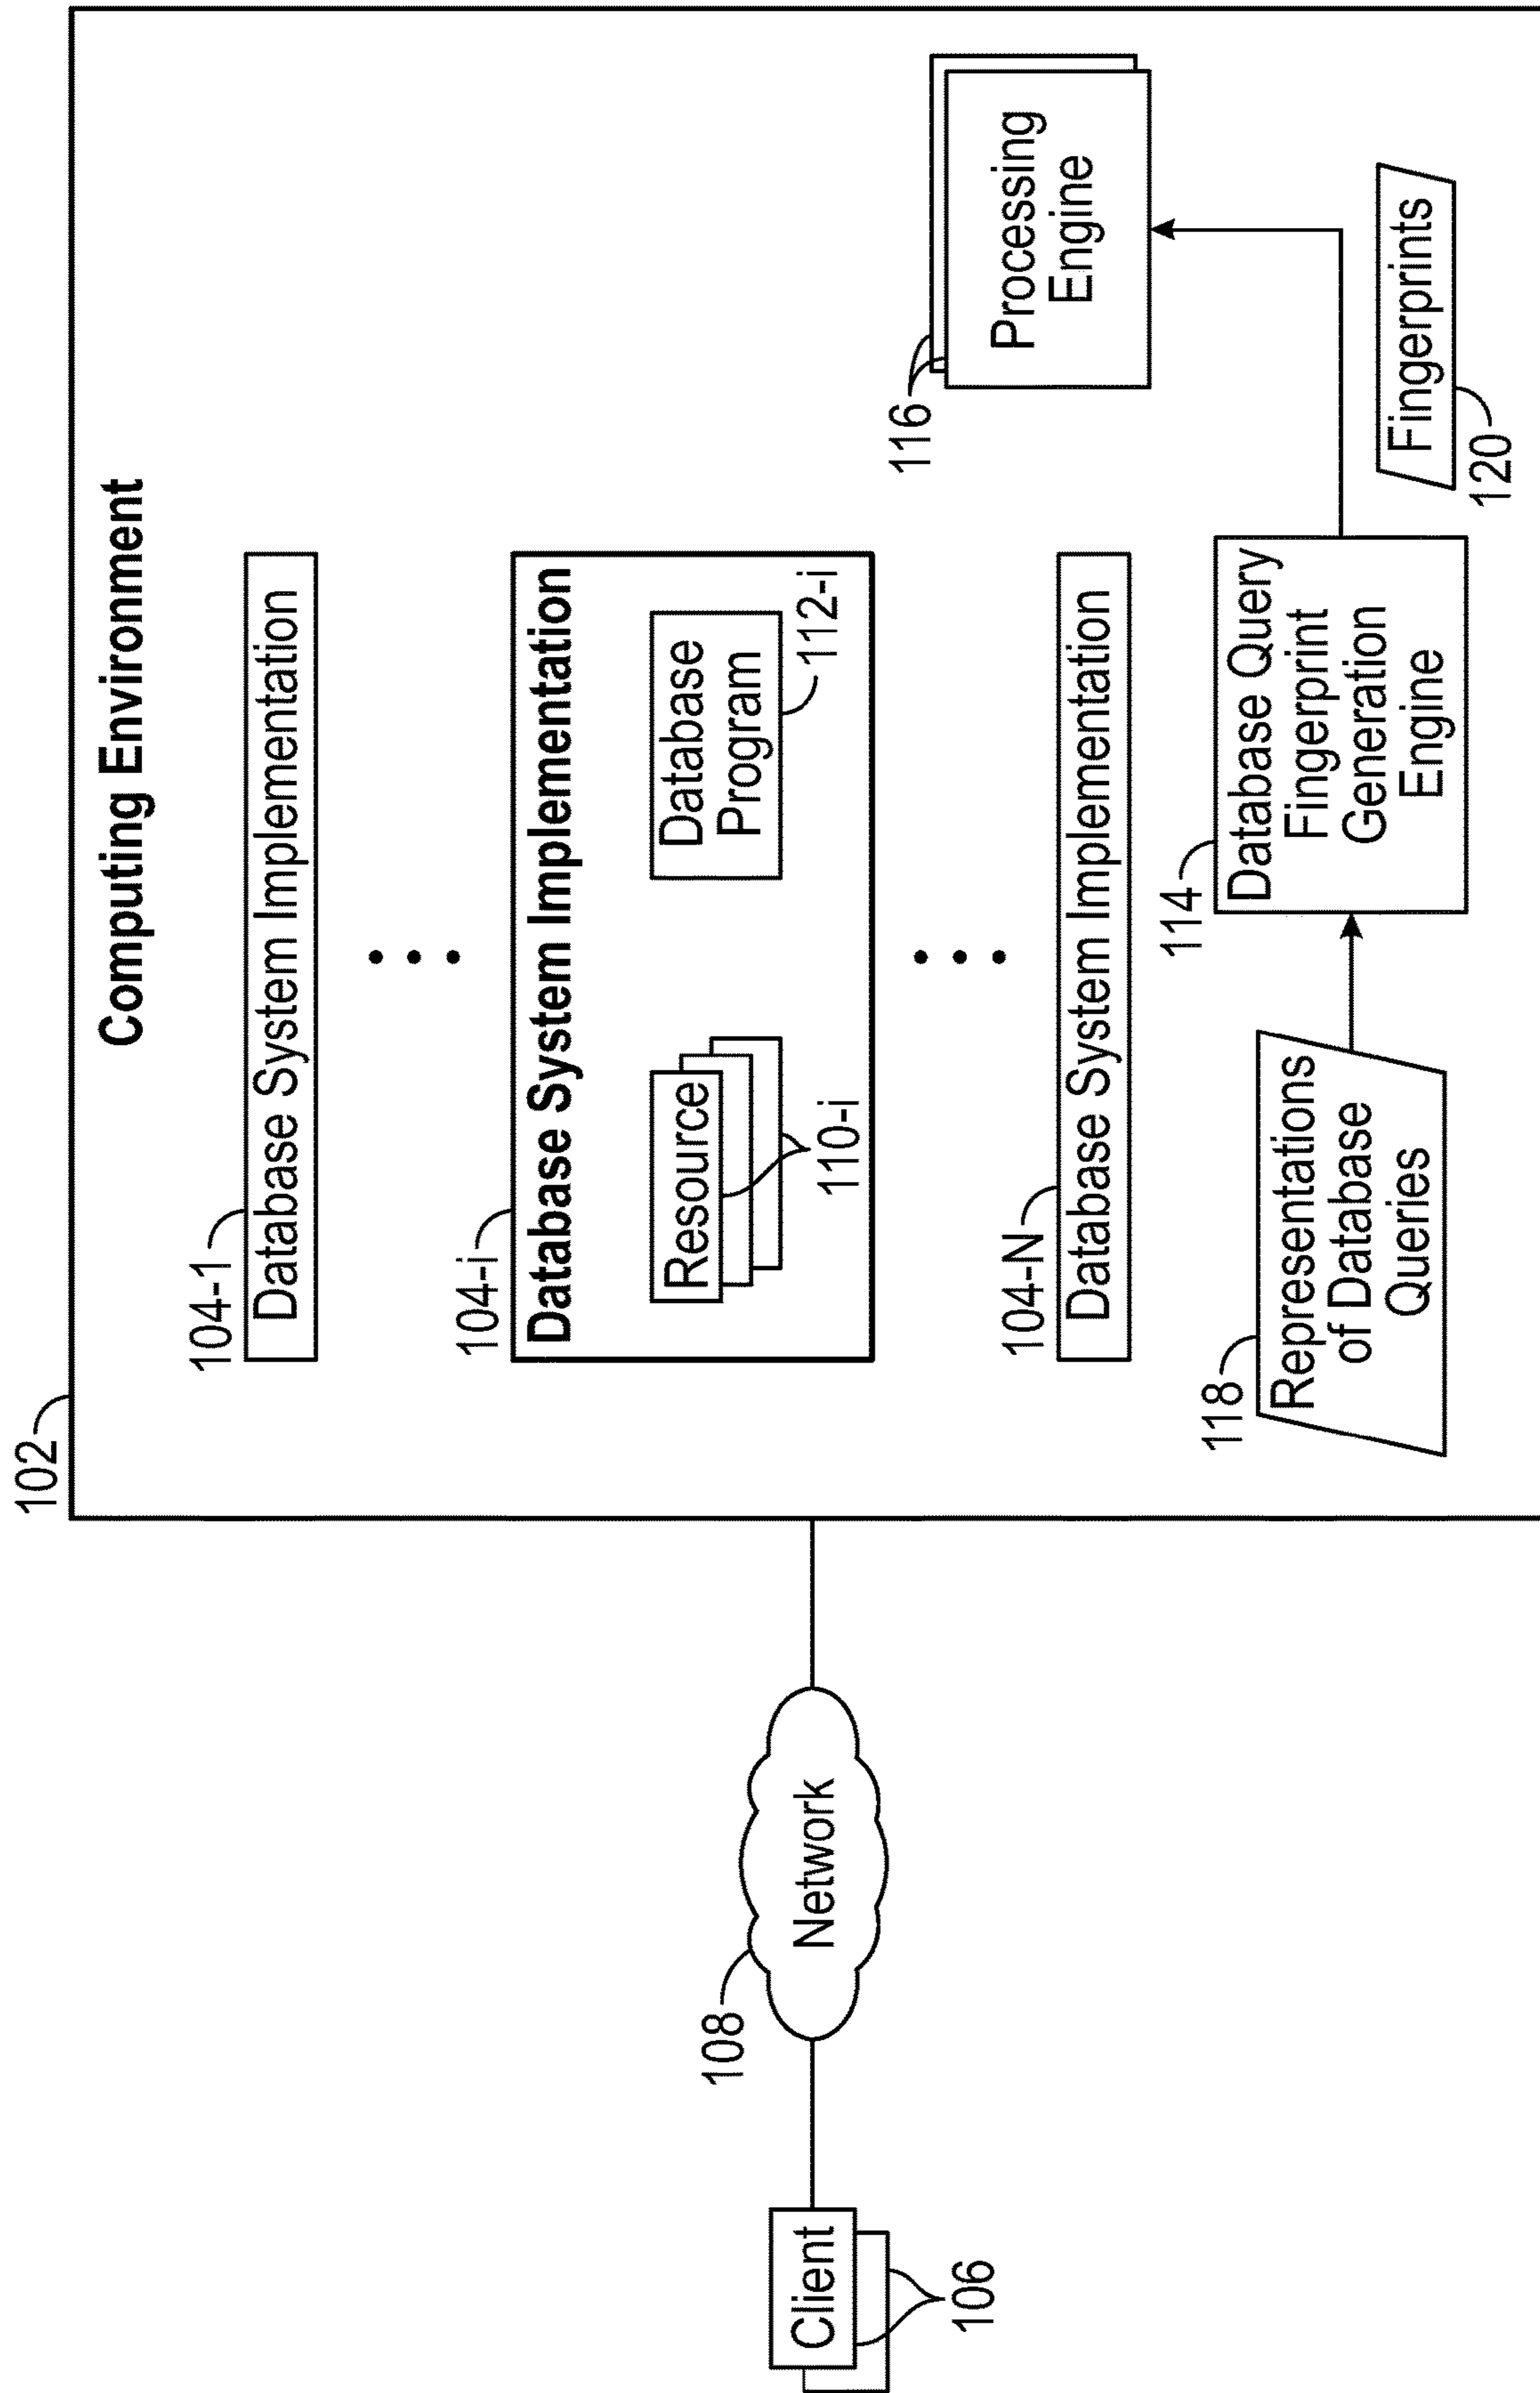 102
Computing Environment
104-1
Database System Implementation
104-i
Database System Implementation
Resource
110-i
Database
Program
112-i
104-N
Database System Implementation
118
Representations
of Database
Queries
114
Database Query
Fingerprint
Generation
Engine
116
Processing
Engine
Fingerprints
120
108
Network
Client
106